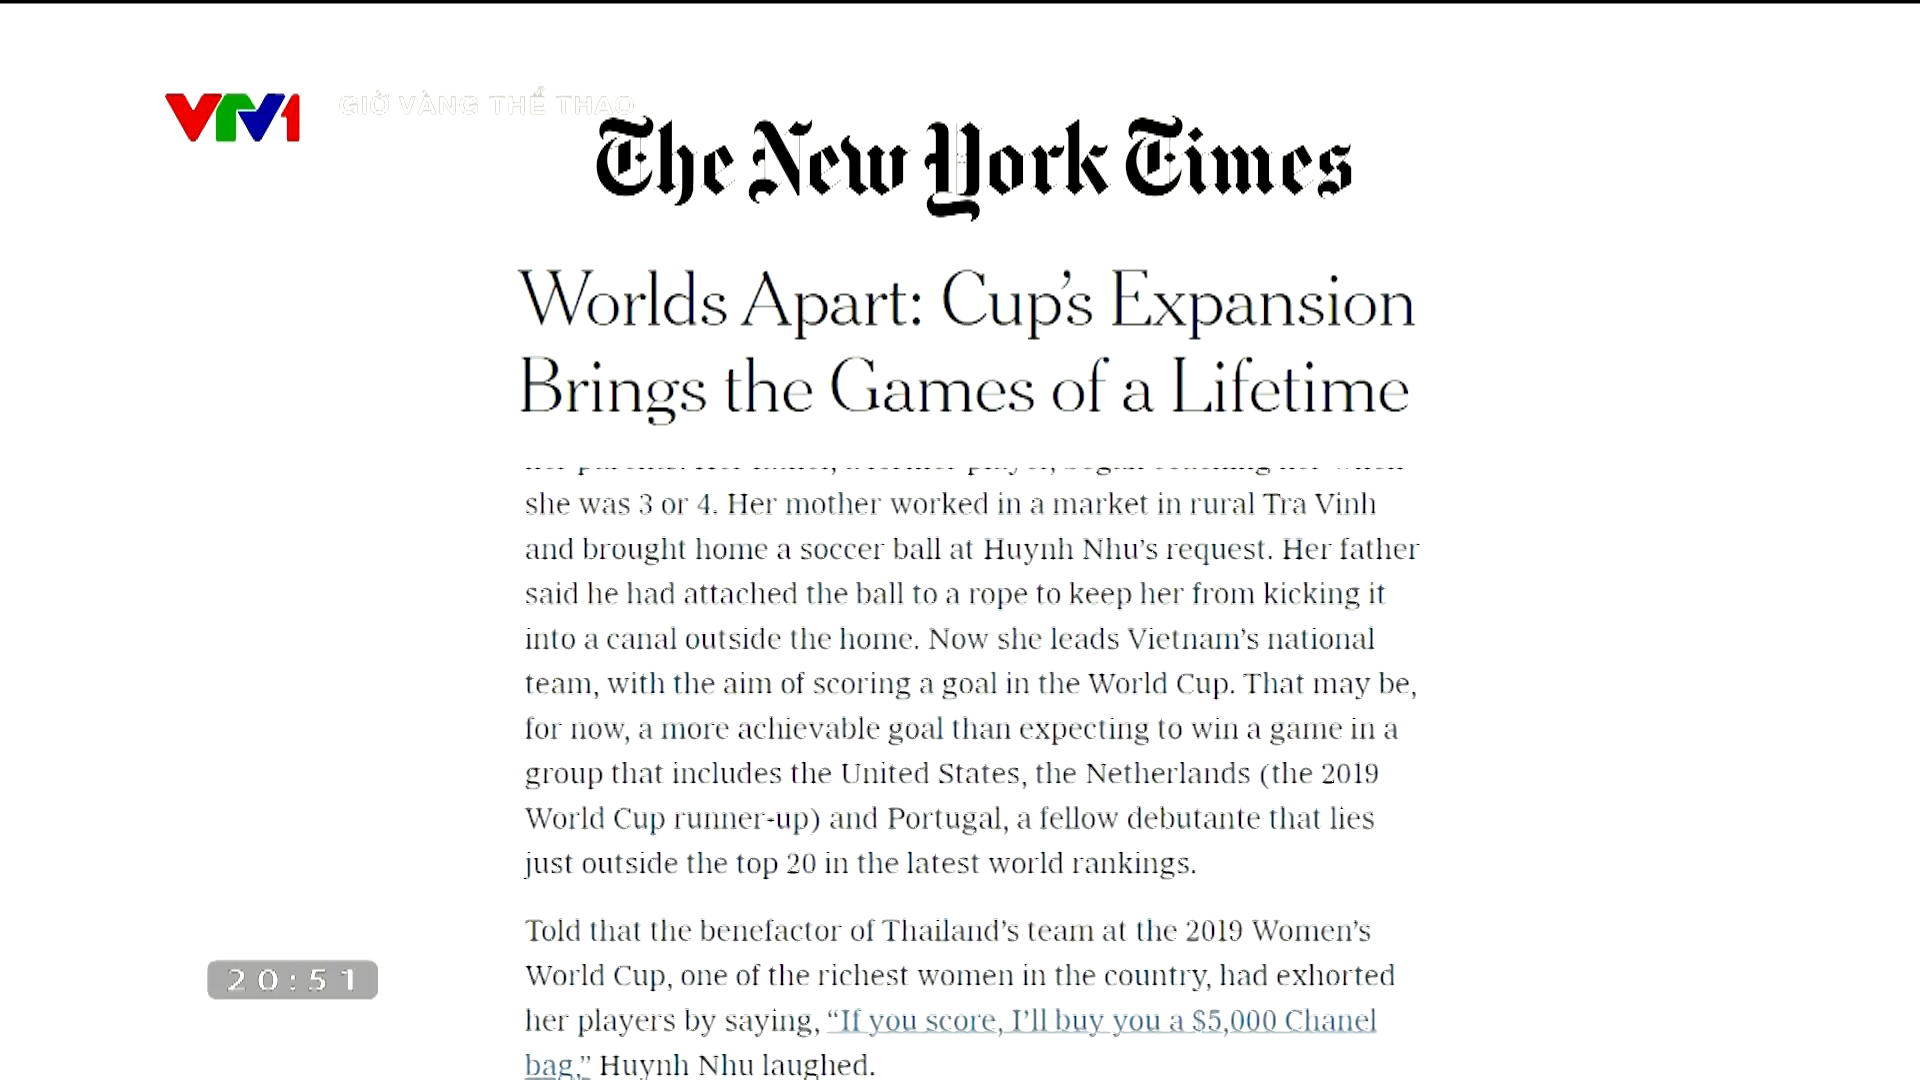 VTV1
GIỜ VÀNG THỂ THAO
The New York Times
Worlds Apart: Cup’s Expansion
Brings the Games of a Lifetime
she was 3 or 4. Her mother worked in a market in rural Tra Vinh
and brought home a soccer ball at Huynh Nhu’s request. Her father
said he had attached the ball to a rope to keep her from kicking it
into a canal outside the home. Now she leads Vietnam’s national
team, with the aim of scoring a goal in the World Cup. That may be,
for now, a more achievable goal than expecting to win a game in a
group that includes the United States, the Netherlands (the 2019
World Cup runner-up) and Portugal, a fellow debutante that lies
just outside the top 20 in the latest world rankings.
Told that the benefactor of Thailand’s team at the 2019 Women’s
World Cup, one of the richest women in the country, had exhorted
her players by saying, “If you score, I’ll buy you a $5,000 Chanel
bag,” Huynh Nhu laughed.
20:51